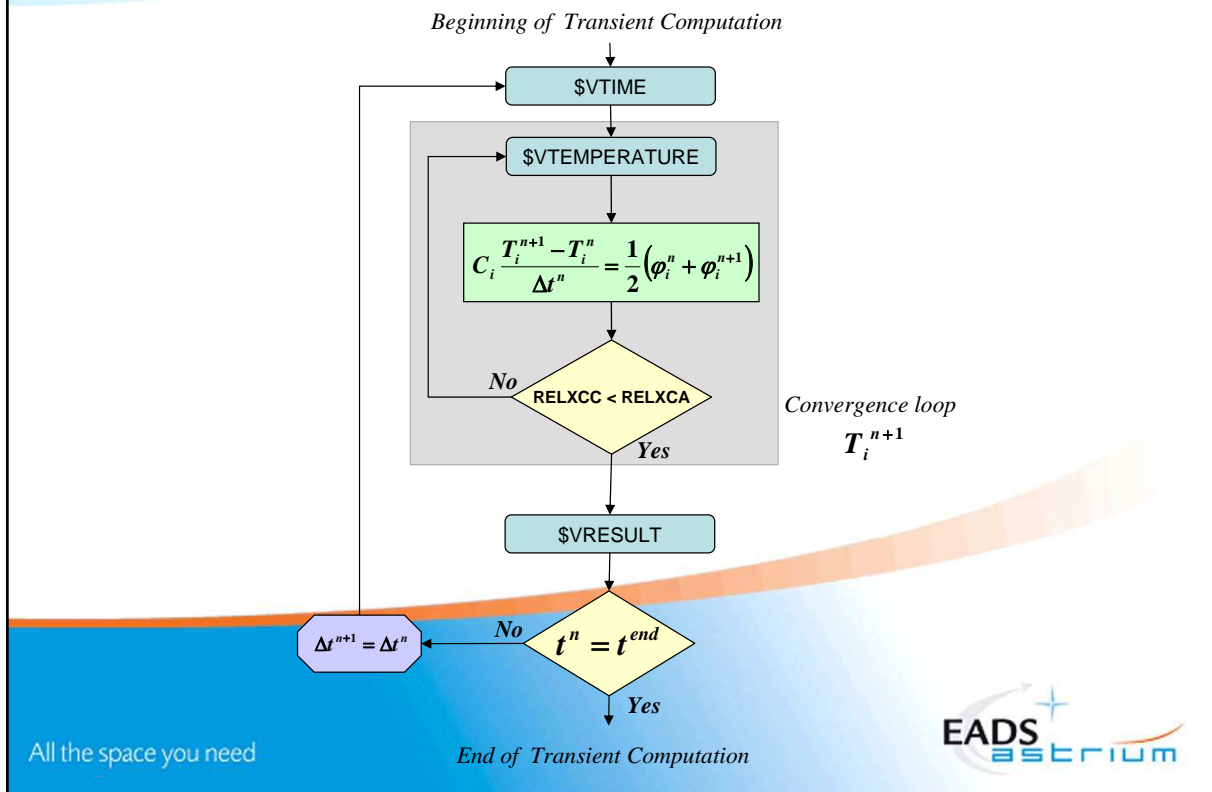 Beginning of Transient Computation
$VTIME
$VTEMPERATURE
C_i (T_i^{n+1} − T_i^n) / Δt^n = 1/2 (φ_i^n + φ_i^{n+1})
No
RELXCC < RELXCA
Yes
Convergence loop
T_i^{n+1}
$VRESULT
Δt^{n+1} = Δt^n
No
t^n = t^{end}
Yes
End of Transient Computation
All the space you need
EADS
astrium